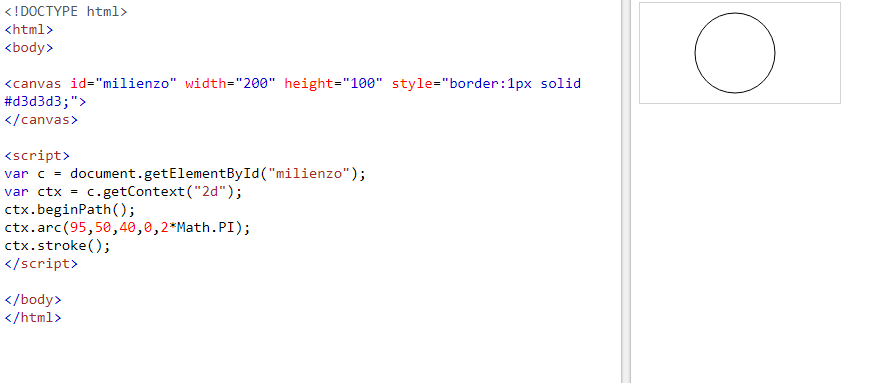 <!DOCTYPE html>
<html>
<body>
<canvas id="milienzo" width="200" height="100" style="border:1px solid
#d3d3d3;">
</canvas>
<script>
var c = document.getElementById("milienzo");
var ctx = c.getContext("2d");
ctx.beginPath();
ctx.arc(95,50,40,0,2*Math.PI);
ctx.stroke();
</script>
</body>
</html>